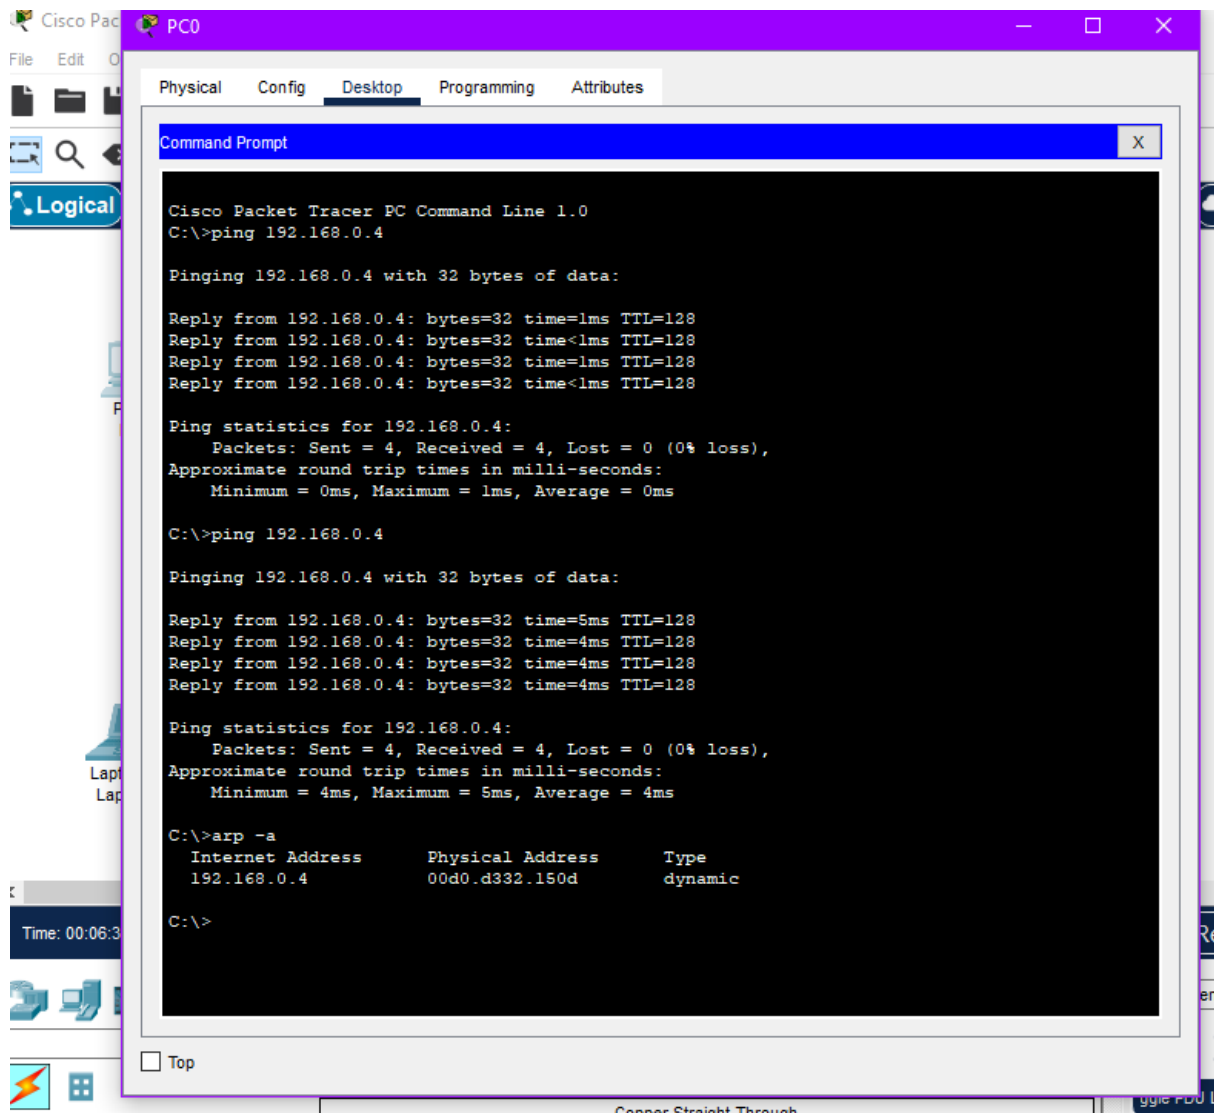 Cisco Pac
PC0
File Edit O
Physical Config Desktop Programming Attributes
Command Prompt X
Logical
Cisco Packet Tracer PC Command Line 1.0
C:\>ping 192.168.0.4
Pinging 192.168.0.4 with 32 bytes of data:
Reply from 192.168.0.4: bytes=32 time=1ms TTL=128
Reply from 192.168.0.4: bytes=32 time<1ms TTL=128
Reply from 192.168.0.4: bytes=32 time=1ms TTL=128
Reply from 192.168.0.4: bytes=32 time<1ms TTL=128
Ping statistics for 192.168.0.4:
Packets: Sent = 4, Received = 4, Lost = 0 (0% loss),
Approximate round trip times in milli-seconds:
Minimum = 0ms, Maximum = 1ms, Average = 0ms
C:\>ping 192.168.0.4
Pinging 192.168.0.4 with 32 bytes of data:
Reply from 192.168.0.4: bytes=32 time=5ms TTL=128
Reply from 192.168.0.4: bytes=32 time=4ms TTL=128
Reply from 192.168.0.4: bytes=32 time=4ms TTL=128
Reply from 192.168.0.4: bytes=32 time=4ms TTL=128
Ping statistics for 192.168.0.4:
Packets: Sent = 4, Received = 4, Lost = 0 (0% loss),
Approximate round trip times in milli-seconds:
Minimum = 4ms, Maximum = 5ms, Average = 4ms
C:\>arp -a
Internet Address Physical Address Type
192.168.0.4 00d0.d332.150d dynamic
C:\>
Lapt
Lap
Time: 00:06:3
Top
Copper Straight-Through